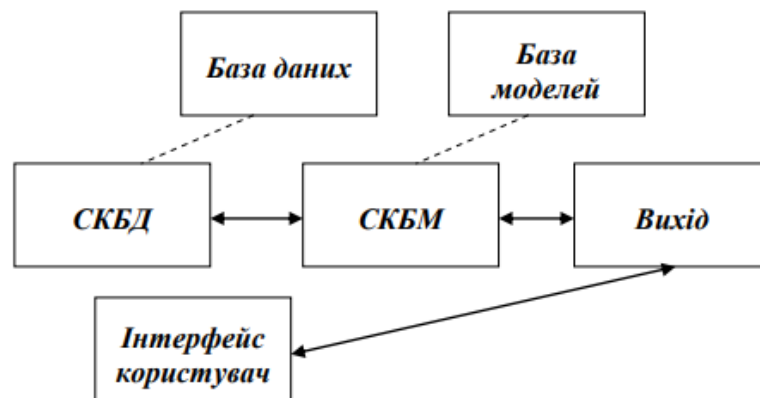 База даних
База
моделей
СКБД
СКБМ
Вихід
Інтерфейс
користувач